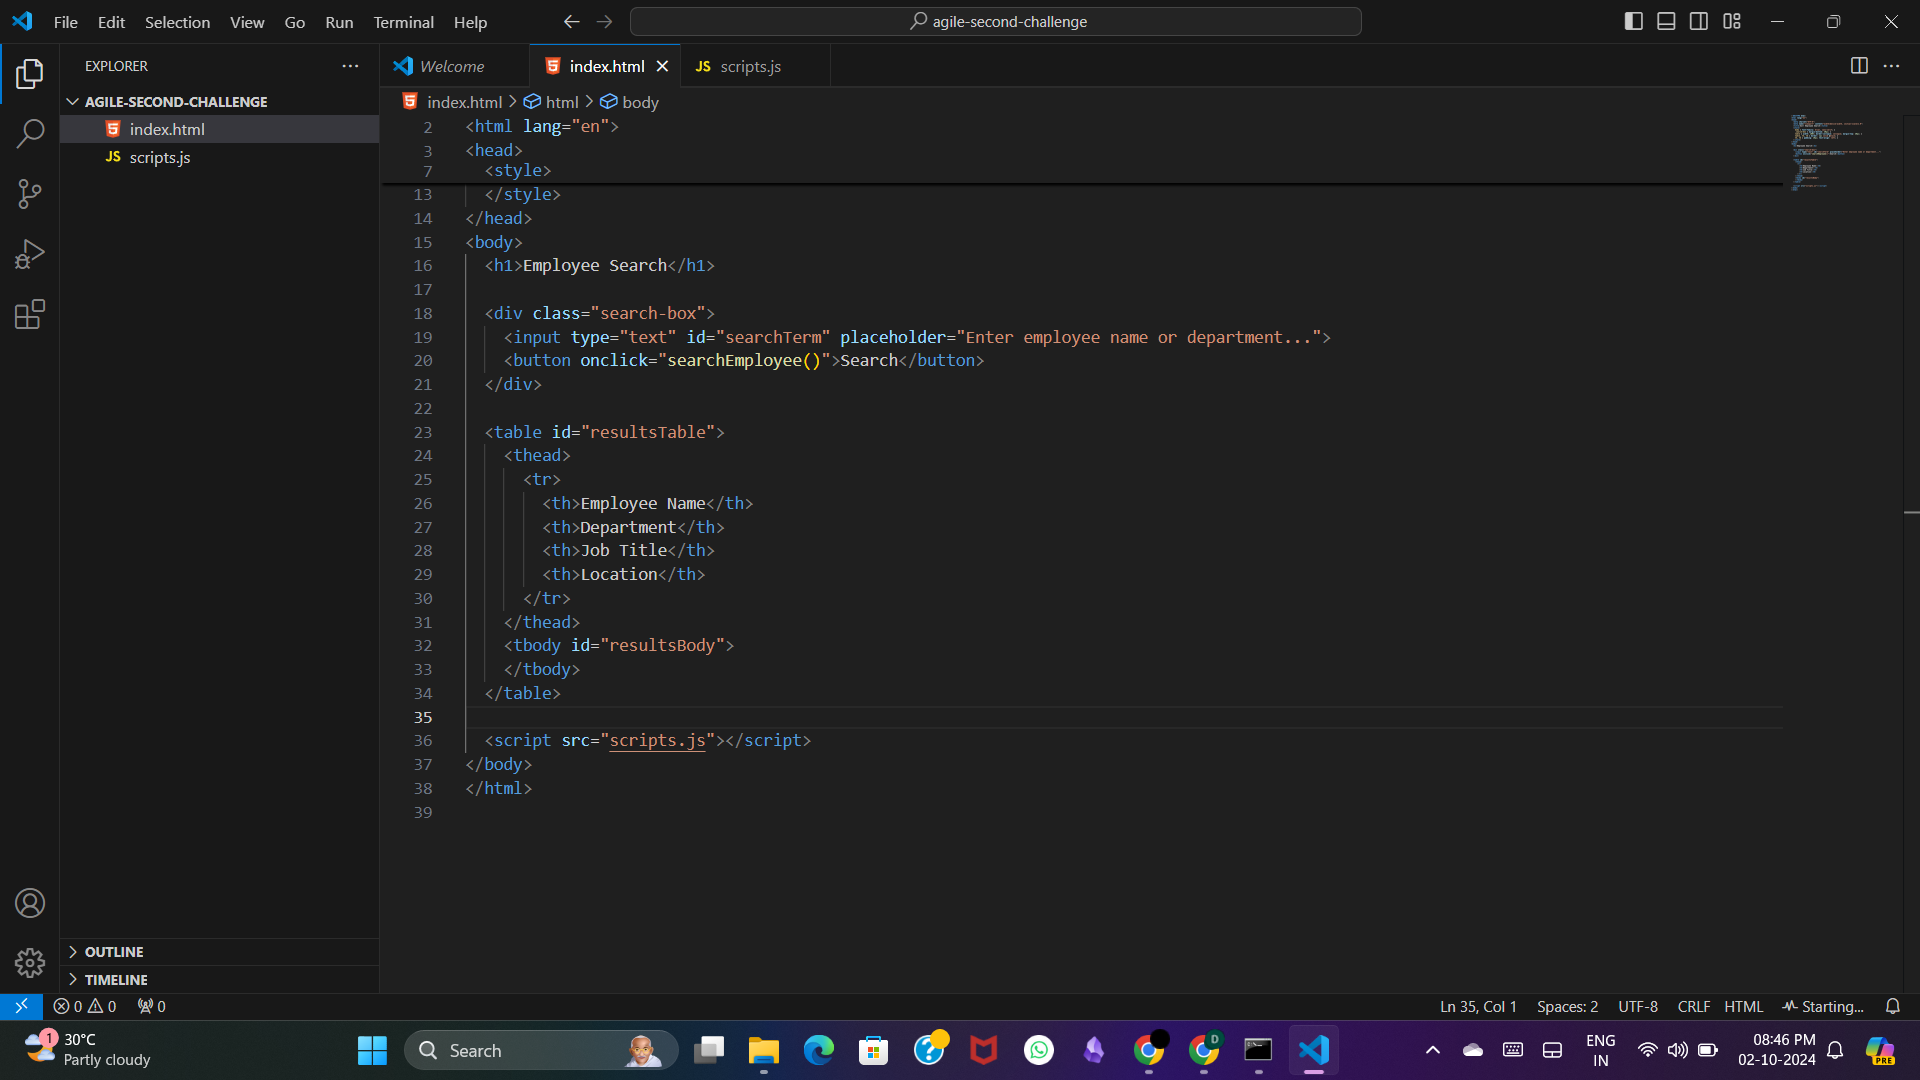 File Edit Selection View Go Run Terminal Help
agile-second-challenge
EXPLORER
AGILE-SECOND-CHALLENGE
index.html
JS scripts.js
OUTLINE
TIMELINE
Welcome
index.html
JS scripts.js
index.html > html > body
2 <html lang="en">
3 <head>
7 <style>
13 </style>
14 </head>
15 <body>
16 <h1>Employee Search</h1>
17
18 <div class="search-box">
19 <input type="text" id="searchTerm" placeholder="Enter employee name or department...">
20 <button onclick="searchEmployee()">Search</button>
21 </div>
22
23 <table id="resultsTable">
24 <thead>
25 <tr>
26 <th>Employee Name</th>
27 <th>Department</th>
28 <th>Job Title</th>
29 <th>Location</th>
30 </tr>
31 </thead>
32 <tbody id="resultsBody">
33 </tbody>
34 </table>
35
36 <script src="scripts.js"></script>
37 </body>
38 </html>
39
0 0 0
Ln 35, Col 1 Spaces: 2 UTF-8 CRLF HTML Starting...
1
30°C
Partly cloudy
Search
D
ENG
IN
08:46 PM
02-10-2024
PRE